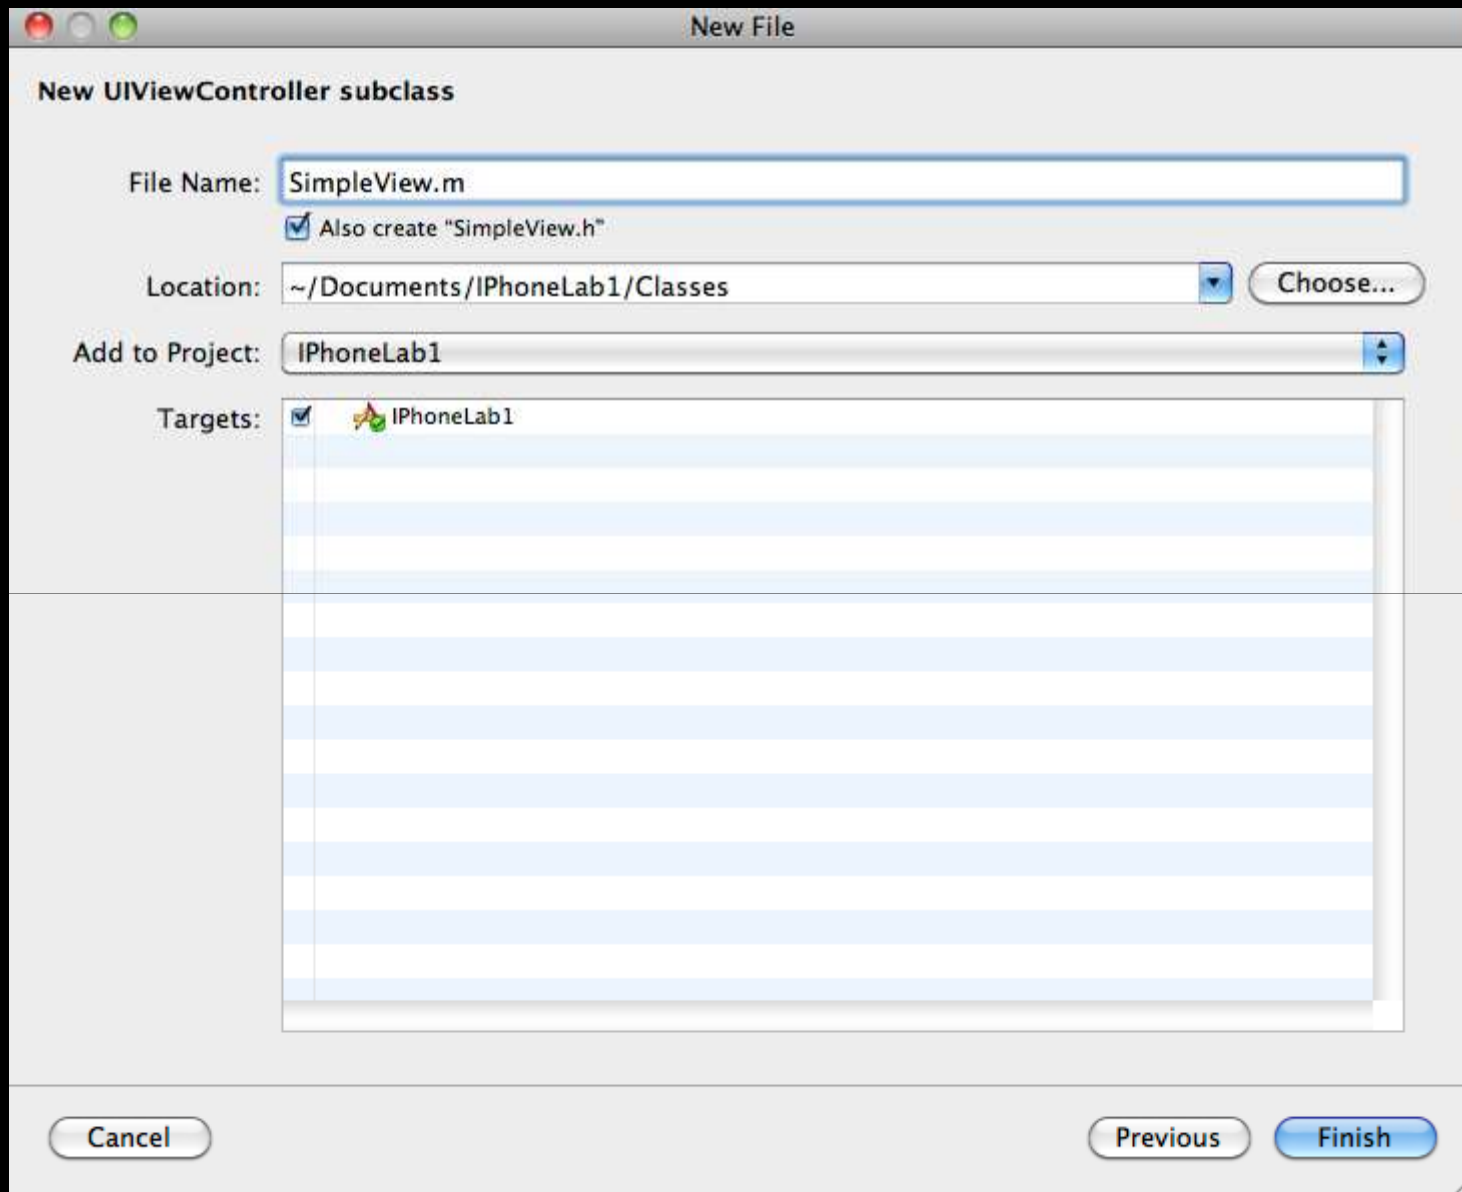 New File
New UIViewController subclass
File Name: SimpleView.m
Also create “SimpleView.h”
Location: ~/Documents/IPhoneLab1/Classes Choose...
Add to Project: IPhoneLab1
Targets: IPhoneLab1
Cancel Previous Finish